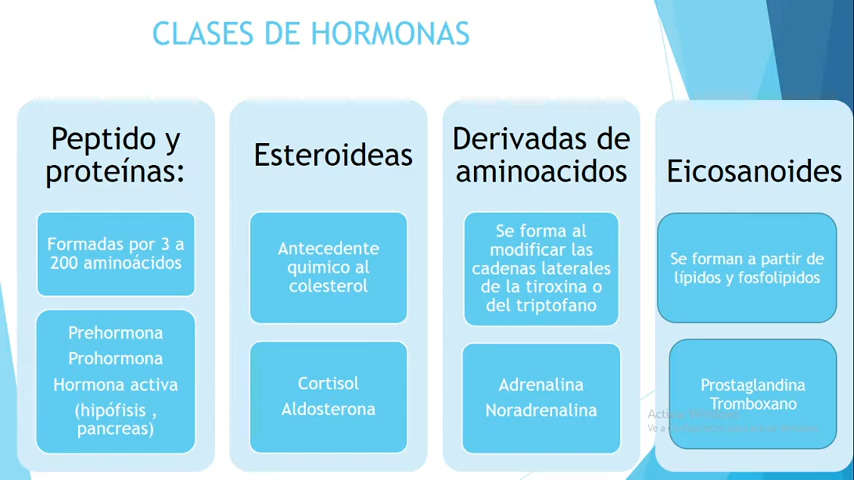 CLASES DE HORMONAS
Peptido y
proteínas:
Formadas por 3 a
200 aminoácidos
Prehormona
Prohormona
Hormona activa
(hipófisis ,
pancreas)
Esteroideas
Antecedente
quimico al
colesterol
Cortisol
Aldosterona
Derivadas de
aminoacidos
Se forma al
modificar las
cadenas laterales
de la tiroxina o
del triptofano
Adrenalina
Noradrenalina
Eicosanoides
Se forman a partir de
lípidos y fosfolipidos
Prostaglandina
Tromboxano